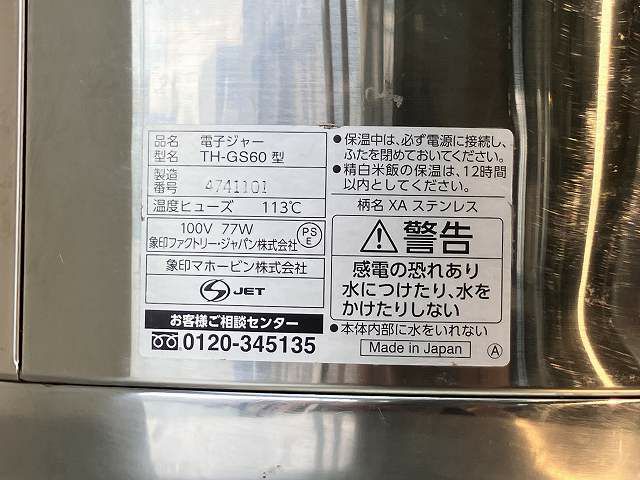 品名 電子ジャー
型名 TH-GS60型
製造番号 4741101
温度ヒューズ 113℃
100V 77W
象印ファクトリー・ジャパン株式会社
PSE
象印マホービン株式会社
S JET
お客様ご相談センター
0120-345135
●保温中は、必ず電源に接続し、
ふたを閉めておいてください。
●精白米飯の保温は、12時間
以内としてください。
柄名 XA ステンレス
警告
感電の恐れあり
水につけたり、水を
かけたりしない
●本体内部に水をいれない
Made in Japan
A